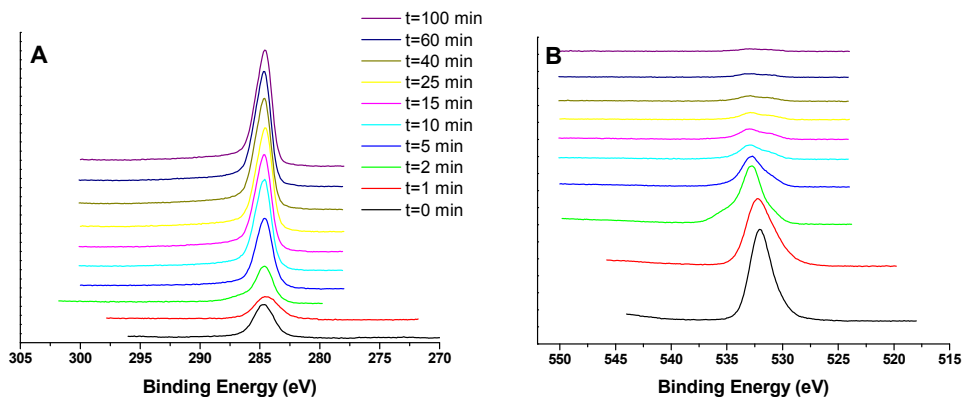 A
t=100 min
t=60 min
t=40 min
t=25 min
t=15 min
t=10 min
t=5 min
t=2 min
t=1 min
t=0 min
305 300 295 290 285 280 275 270
Binding Energy (eV)
B
550 545 540 535 530 525 520 515
Binding Energy (eV)